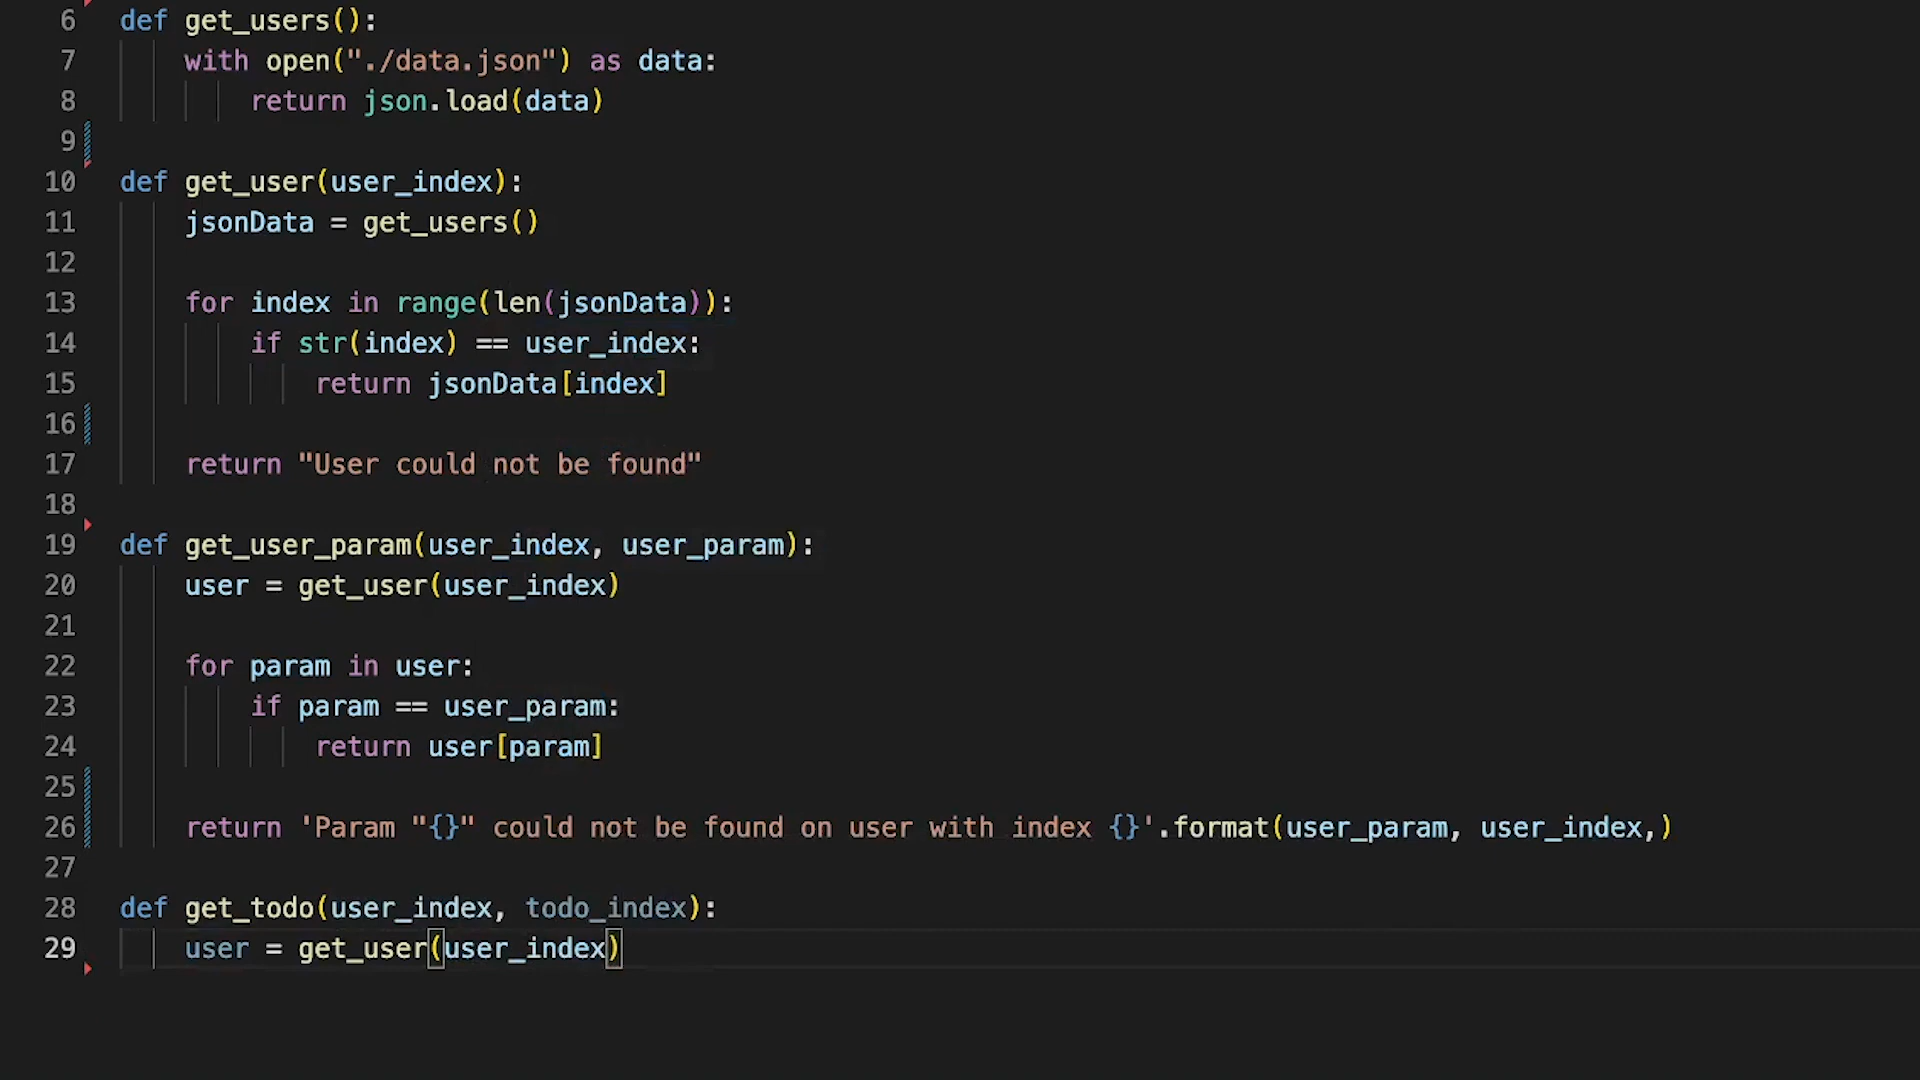 6 def get_users():
7 with open("./data.json") as data:
8 return json.load(data)
9
10 def get_user(user_index):
11 jsonData = get_users()
12
13 for index in range(len(jsonData)):
14 if str(index) == user_index:
15 return jsonData[index]
16
17 return "User could not be found"
18
19 def get_user_param(user_index, user_param):
20 user = get_user(user_index)
21
22 for param in user:
23 if param == user_param:
24 return user[param]
25
26 return 'Param "{}" could not be found on user with index {}'.format(user_param, user_index,)
27
28 def get_todo(user_index, todo_index):
29 user = get_user(user_index)